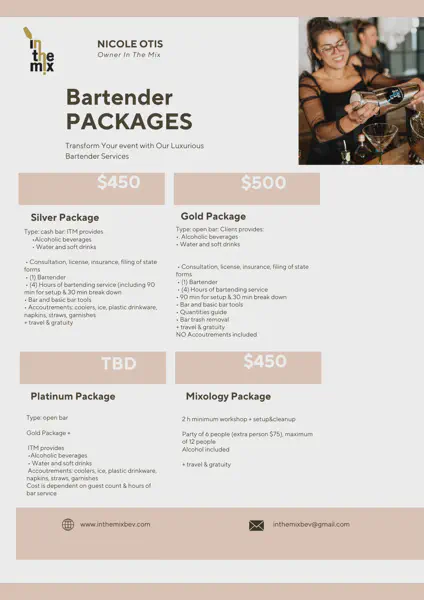 in
the
mix
NICOLE OTIS
Owner In The Mix
Bartender
PACKAGES
Transform Your event with Our Luxurious
Bartender Services
$450
Silver Package
Type: cash bar: ITM provides
•Alcoholic beverages
• Water and soft drinks
• Consultation, license, insurance, filing of state
forms
• (1) Bartender
• (4) Hours of bartending service (including 90
min for setup & 30 min break down
• Bar and basic bar tools
• Accoutrements: coolers, ice, plastic drinkware,
napkins, straws, garnishes
+ travel & gratuity
$500
Gold Package
Type: open bar: Client provides:
• Alcoholic beverages
• Water and soft drinks
• Consultation, license, insurance, filing of state
forms
• (1) Bartender
• (4) Hours of bartending service
• 90 min for setup & 30 min break down
• Bar and basic bar tools
• Quantities guide
• Bar trash removal
+ travel & gratuity
NO Accoutrements included
TBD
Platinum Package
Type: open bar
Gold Package +
ITM provides
•Alcoholic beverages
• Water and soft drinks
Accoutrements: coolers, ice, plastic drinkware,
napkins, straws, garnishes
Cost is dependent on guest count & hours of
bar service
$450
Mixology Package
2 h minimum workshop + setup&cleanup
Party of 6 people (extra person $75), maximum
of 12 people
Alcohol included
+ travel & gratuity
www.inthemixbev.com
inthemixbev@gmail.com